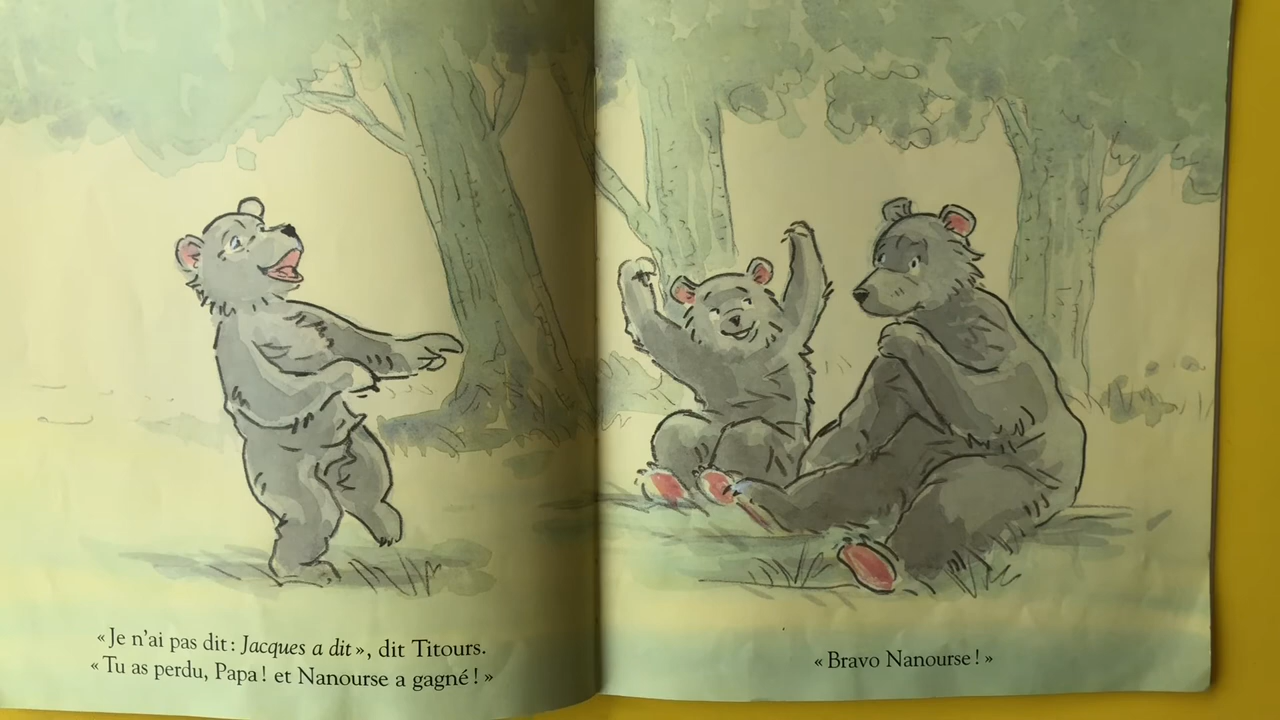 « Je n'ai pas dit : Jacques a dit », dit Titours.
« Tu as perdu, Papa ! et Nanourse a gagné ! »
« Bravo Nanourse ! »